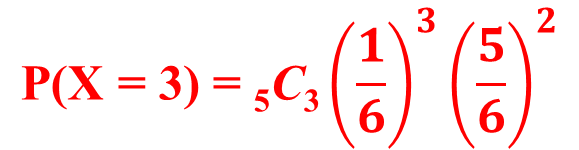 P(X = 3) = ₅C₃ (1/6)³ (5/6)²